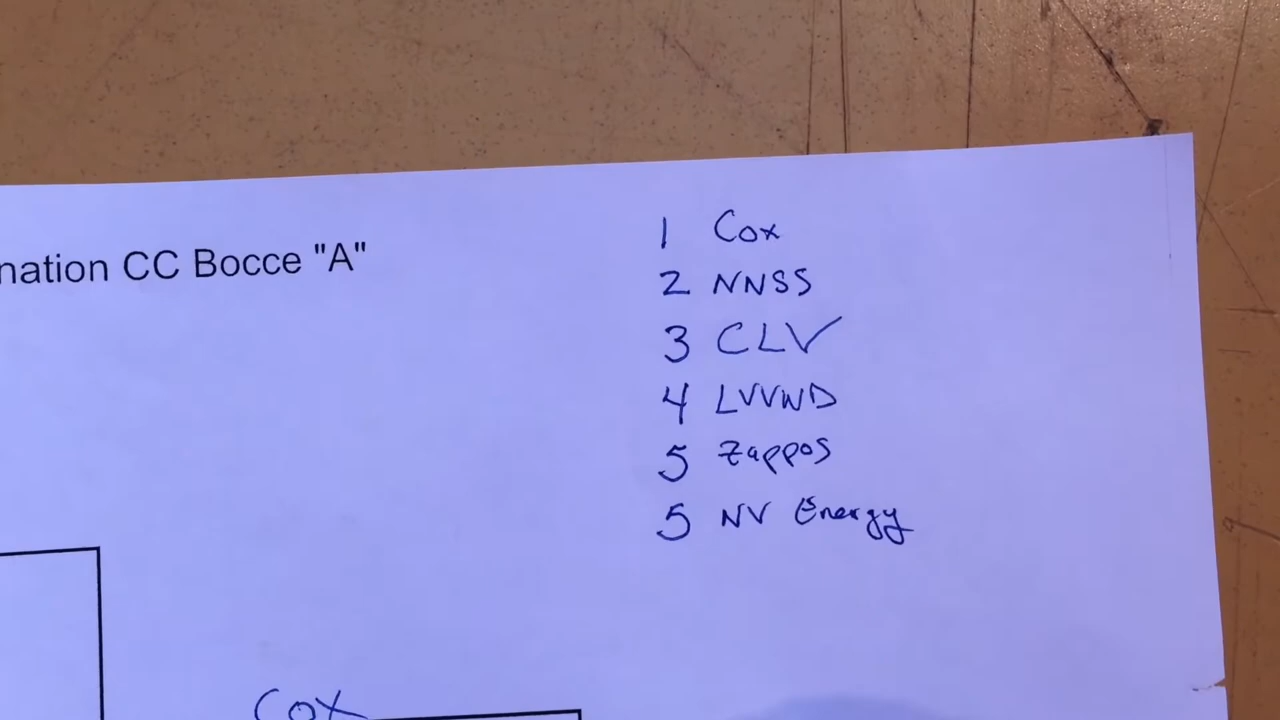 nation CC Bocce "A"
1 Cox
2 NNSS
3 CLV
4 LVVWD
5 Zappos
5 NV Energy
Cox